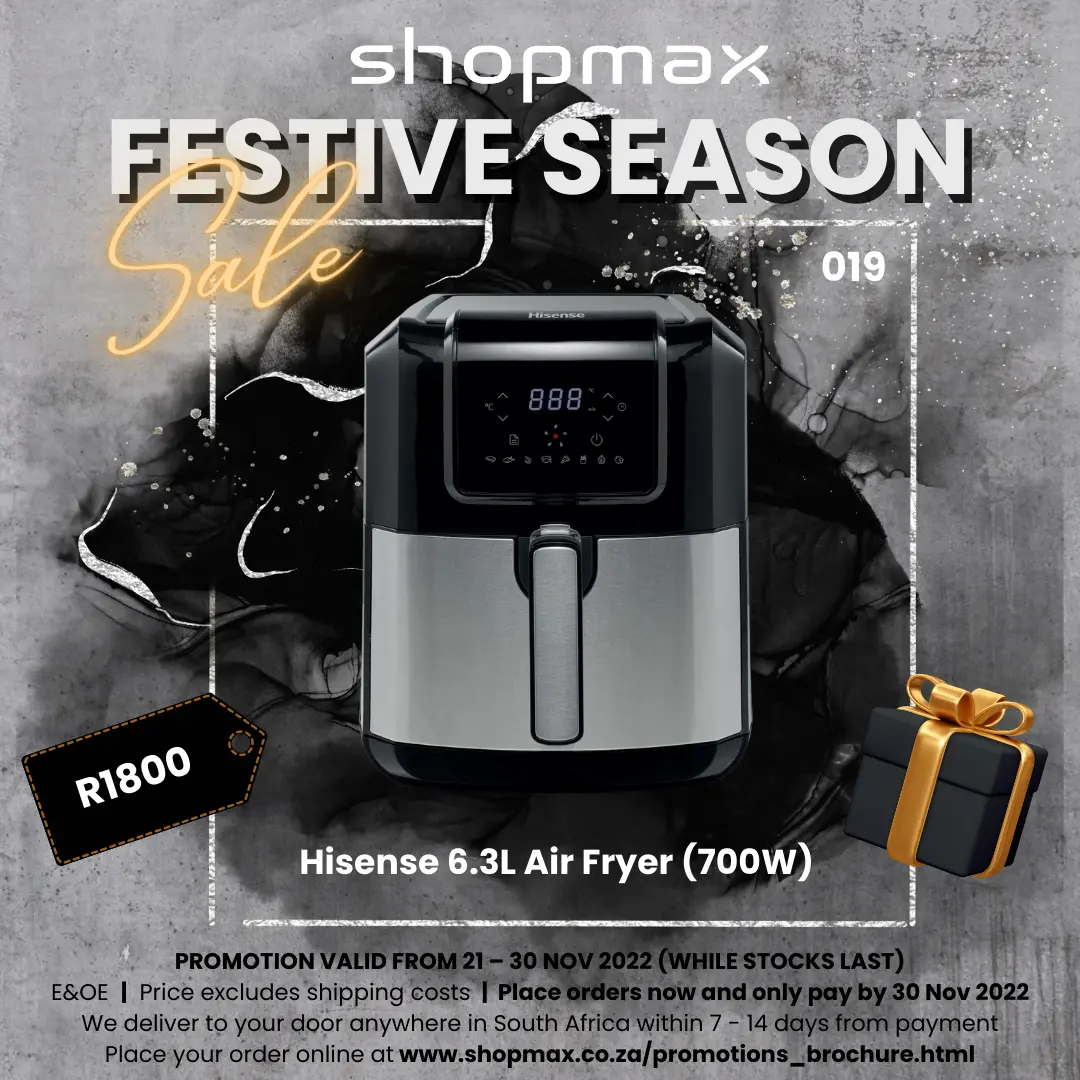 shopmax
FESTIVE SEASON
Sale
019
Hisense
888
R1800
Hisense 6.3L Air Fryer (700W)
PROMOTION VALID FROM 21 – 30 NOV 2022 (WHILE STOCKS LAST)
E&OE | Price excludes shipping costs | Place orders now and only pay by 30 Nov 2022
We deliver to your door anywhere in South Africa within 7 - 14 days from payment
Place your order online at www.shopmax.co.za/promotions_brochure.html